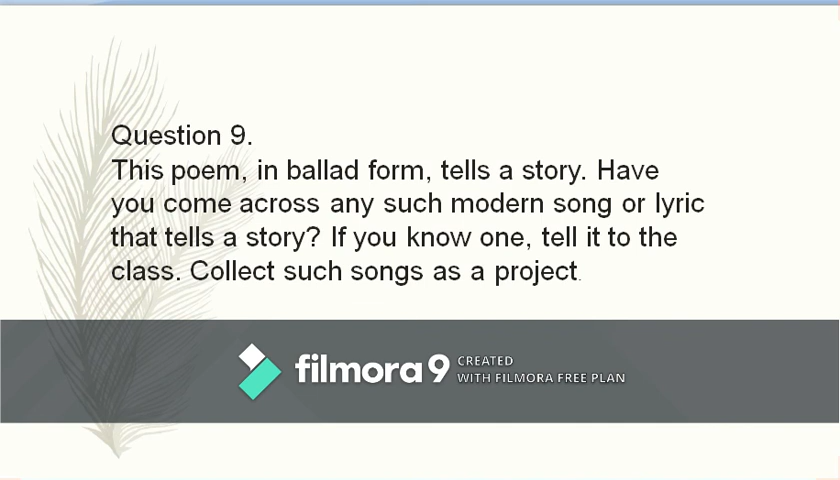 Question 9.
This poem, in ballad form, tells a story. Have
you come across any such modern song or lyric
that tells a story? If you know one, tell it to the
class. Collect such songs as a project.
filmora 9
CREATED
WITH FILMORA FREE PLAN